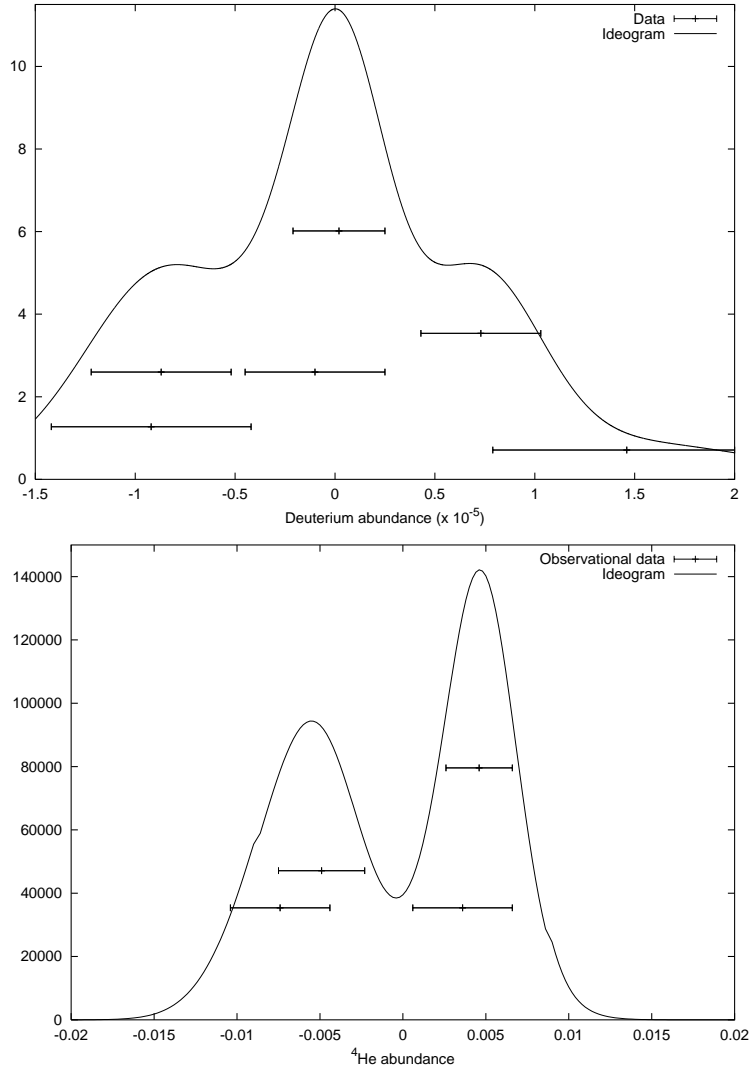 Data
Ideogram
10
8
6
4
2
0
-1.5 -1 -0.5 0 0.5 1 1.5 2
Deuterium abundance (x 10-5)
Observational data
Ideogram
140000
120000
100000
80000
60000
40000
20000
0
-0.02 -0.015 -0.01 -0.005 0 0.005 0.01 0.015 0.02
4He abundance